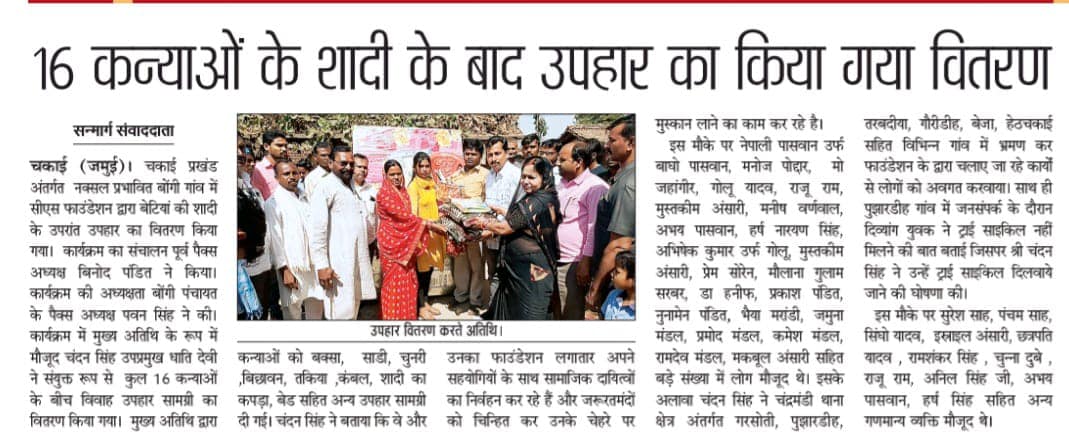 16 कन्याओं के शादी के बाद उपहार का किया गया वितरण
सन्मार्ग संवाददाता
चकाई (जमुई)। चकाई प्रखंड
अंतर्गत नक्सल प्रभावित बोंगी गांव में
सीएस फाउंडेशन द्वारा बेटियां की शादी
के उपरांत उपहार का वितरण किया
गया। कार्यक्रम का संचालन पूर्व पैक्स
अध्यक्ष बिनोद पंडित ने किया।
कार्यक्रम की अध्यक्षता बोंगी पंचायत
के पैक्स अध्यक्ष पवन सिंह ने की।
कार्यक्रम में मुख्य अतिथि के रूप में
मौजूद चंदन सिंह उपप्रमुख धाति देवी
ने संयुक्त रूप से कुल 16 कन्याओं
के बीच विवाह उपहार सामग्री का
वितरण किया गया। मुख्य अतिथि द्वारा
उपहार वितरण करते अतिथि।
कन्याओं को बक्सा, साडी, चुनरी
,बिछावन, तकिया ,कंबल, शादी का
कपड़ा, बेड सहित अन्य उपहार सामग्री
दी गई। चंदन सिंह ने बताया कि वे और
उनका फाउंडेशन लगातार अपने
सहयोगियों के साथ सामाजिक दायित्वों
का निर्वहन कर रहे हैं और जरूरतमंदों
को चिन्हित कर उनके चेहरे पर
मुस्कान लाने का काम कर रहे है।
इस मौके पर नेपाली पासवान उर्फ
बाघो पासवान, मनोज पोद्दार, मो
जहांगीर, गोलू यादव, राजू राम,
मुस्तकीम अंसारी, मनीष वर्णवाल,
अभय पासवान, हर्ष नारयण सिंह,
अभिषेक कुमार उर्फ गोलू, मुस्तकीम
अंसारी, प्रेम सोरेन, मौलाना गुलाम
सरबर, डा हनीफ, प्रकाश पंडित,
नुनामेन पंडित, भैया मरांडी, जमुना
मंडल, प्रमोद मंडल, कमेश मंडल,
रामदेव मंडल, मकबूल अंसारी सहित
बड़े संख्या में लोग मौजूद थे। इसके
अलावा चंदन सिंह ने चंद्रमंडी थाना
क्षेत्र अंतर्गत गरसोती, पुझारडीह,
तरबदीया, गौरीडीह, बेजा, हेठचकाई
सहित विभिन्न गांव में भ्रमण कर
फाउंडेशन के द्वारा चलाए जा रहे कार्यों
से लोगों को अवगत करवाया। साथ ही
पुझारडीह गांव में जनसंपर्क के दौरान
दिव्यांग युवक ने ट्राई साइकिल नहीं
मिलने की बात बताई जिसपर श्री चंदन
सिंह ने उन्हें ट्राई साइकिल दिलवाये
जाने की घोषणा की।
इस मौके पर सुरेश साह, पंचम साह,
सिंघो यादव, इस्राइल अंसारी, छत्रपति
यादव , रामशंकर सिंह , चुन्ना दुबे ,
राजू राम, अनिल सिंह जी, अभय
पासवान, हर्ष सिंह सहित अन्य
गणमान्य व्यक्ति मौजूद थे।